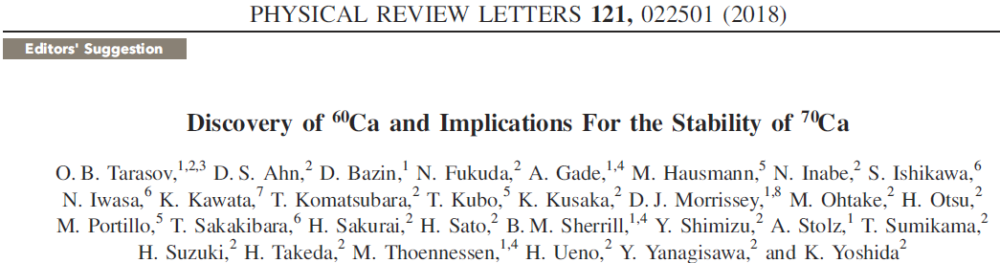 PHYSICAL REVIEW LETTERS 121, 022501 (2018)
Editors' Suggestion
Discovery of ⁶⁰Ca and Implications For the Stability of ⁷⁰Ca
O. B. Tarasov,¹,²,³ D. S. Ahn,² D. Bazin,¹ N. Fukuda,² A. Gade,¹,⁴ M. Hausmann,⁵ N. Inabe,² S. Ishikawa,⁶
N. Iwasa,⁶ K. Kawata,⁷ T. Komatsubara,² T. Kubo,⁵ K. Kusaka,² D. J. Morrissey,¹,⁸ M. Ohtake,² H. Otsu,²
M. Portillo,⁵ T. Sakakibara,⁶ H. Sakurai,² H. Sato,² B. M. Sherrill,¹,⁴ Y. Shimizu,² A. Stolz,¹ T. Sumikama,²
H. Suzuki,² H. Takeda,² M. Thoennessen,¹,⁴ H. Ueno,² Y. Yanagisawa,² and K. Yoshida²